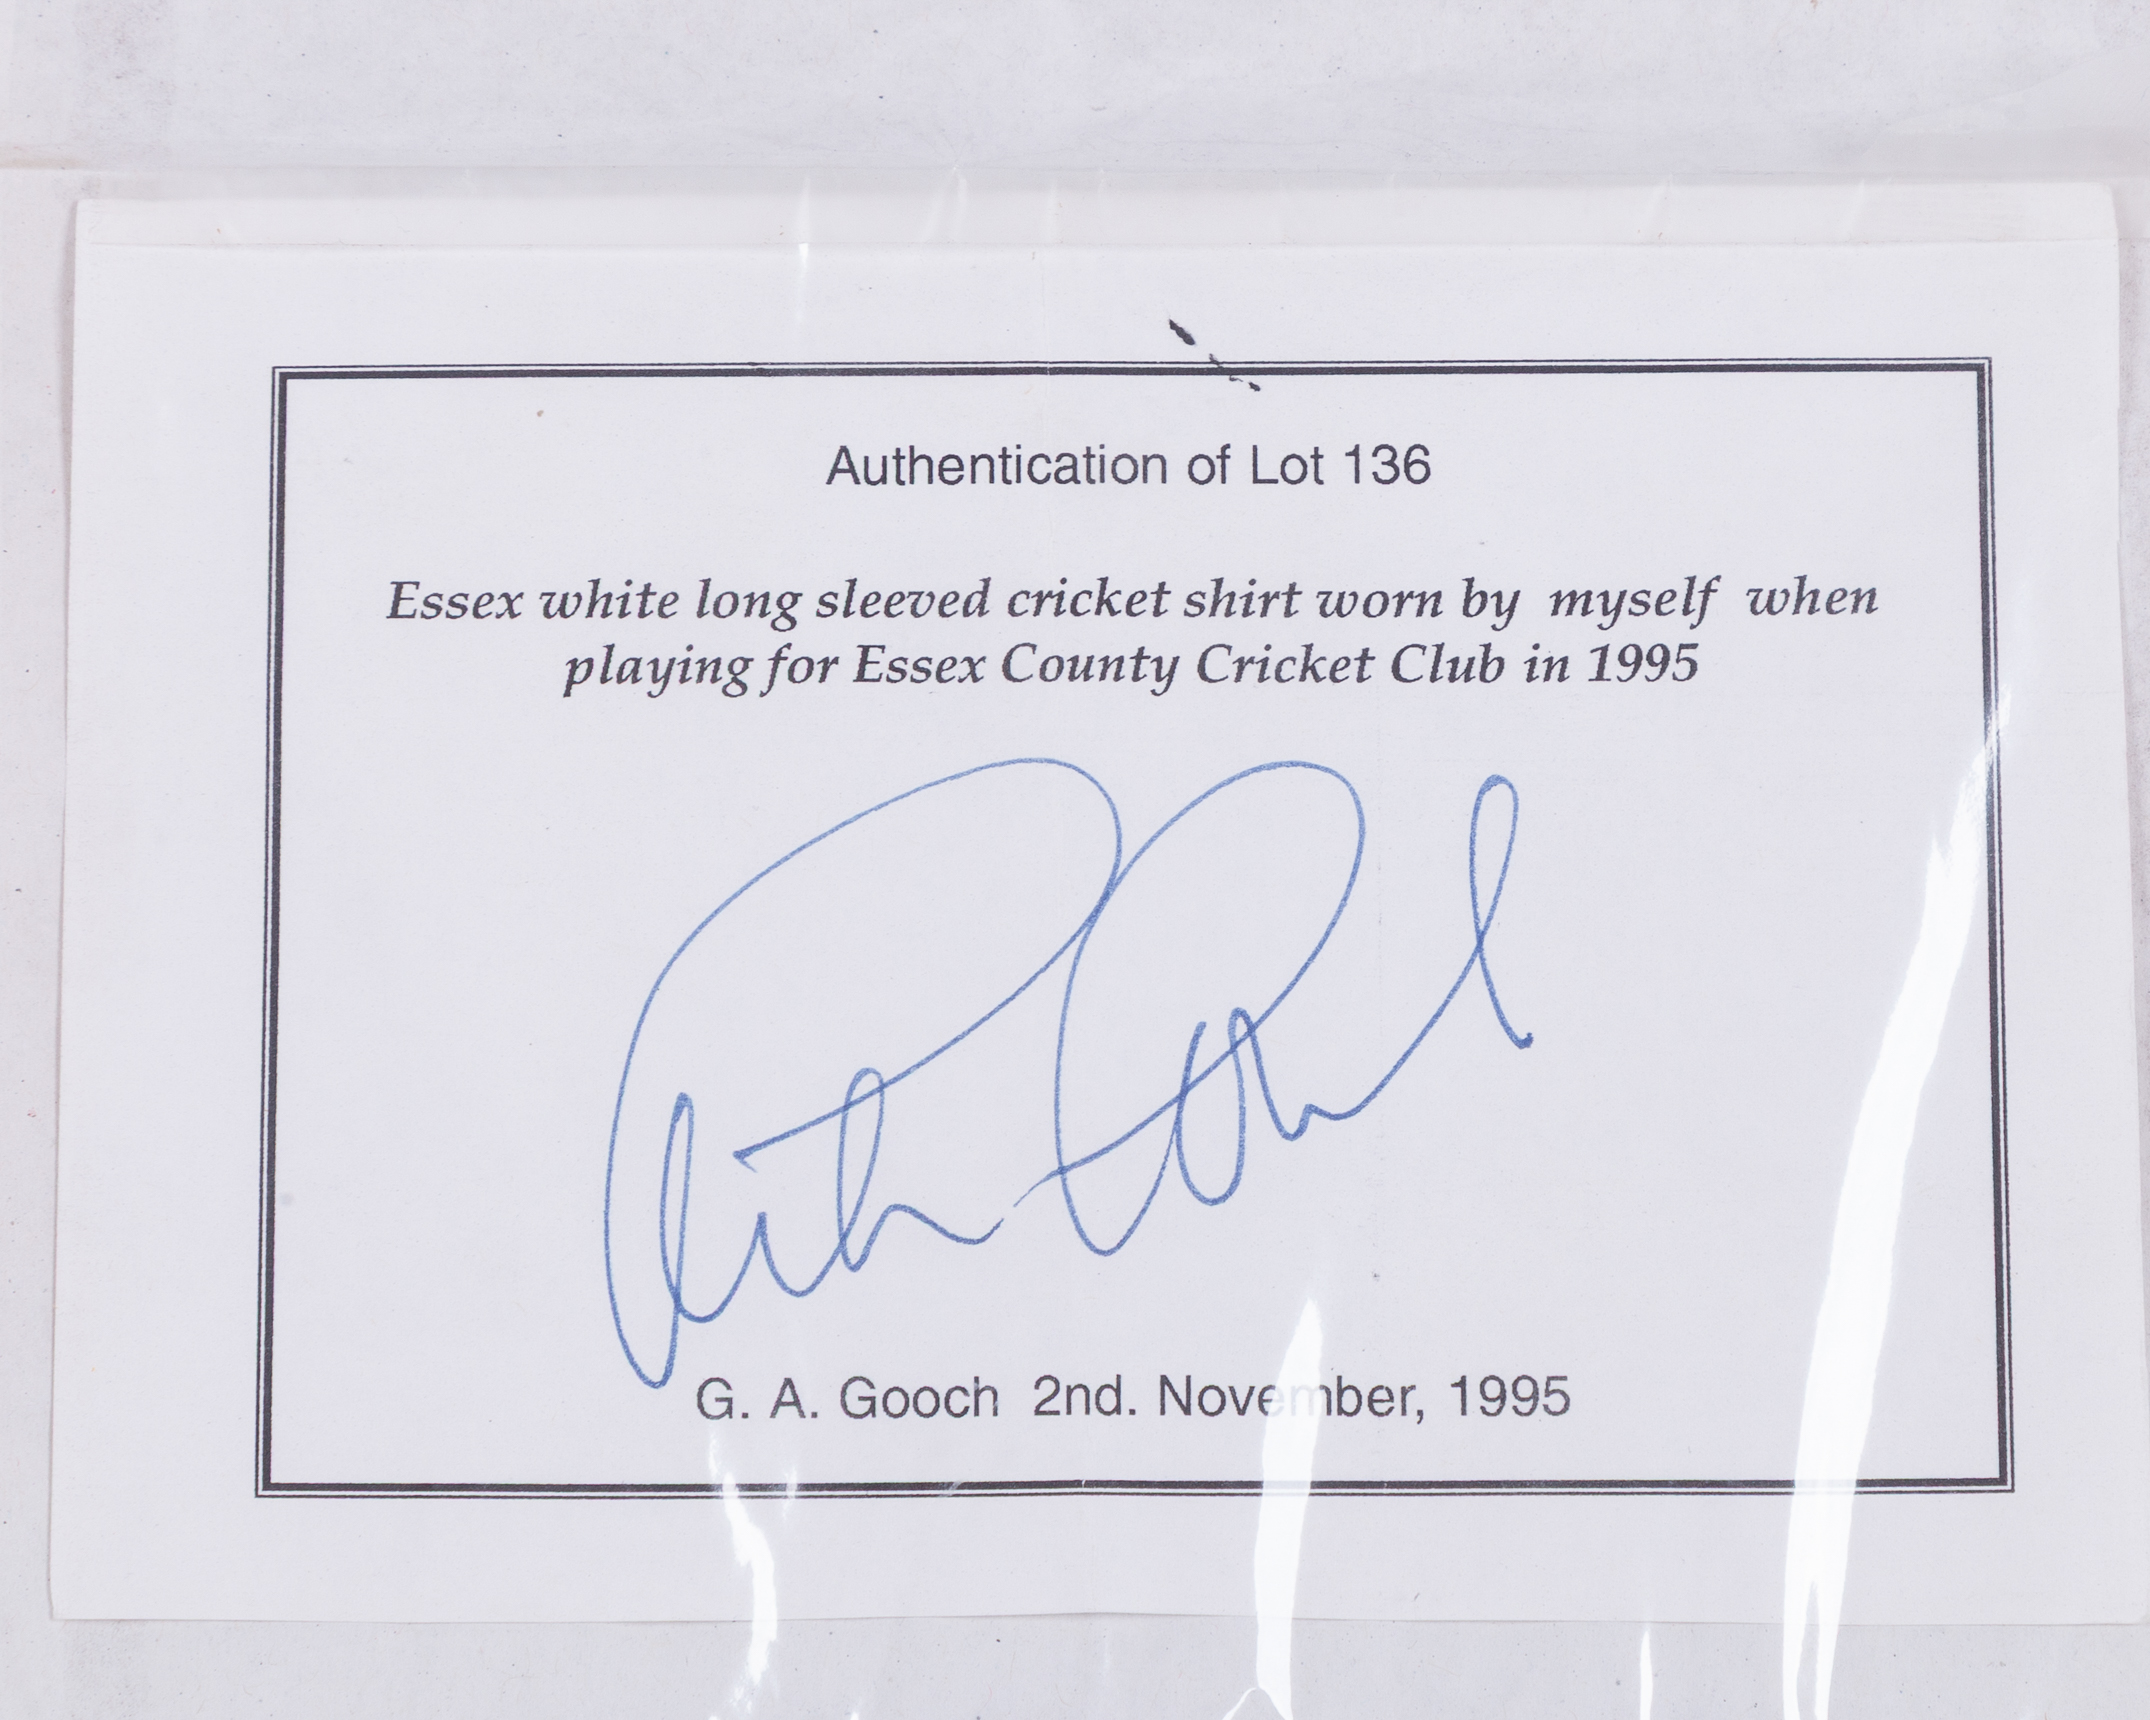 Authentication of Lot 136
Essex white long sleeved cricket shirt worn by myself when
playing for Essex County Cricket Club in 1995
G. A. Gooch 2nd. November, 1995